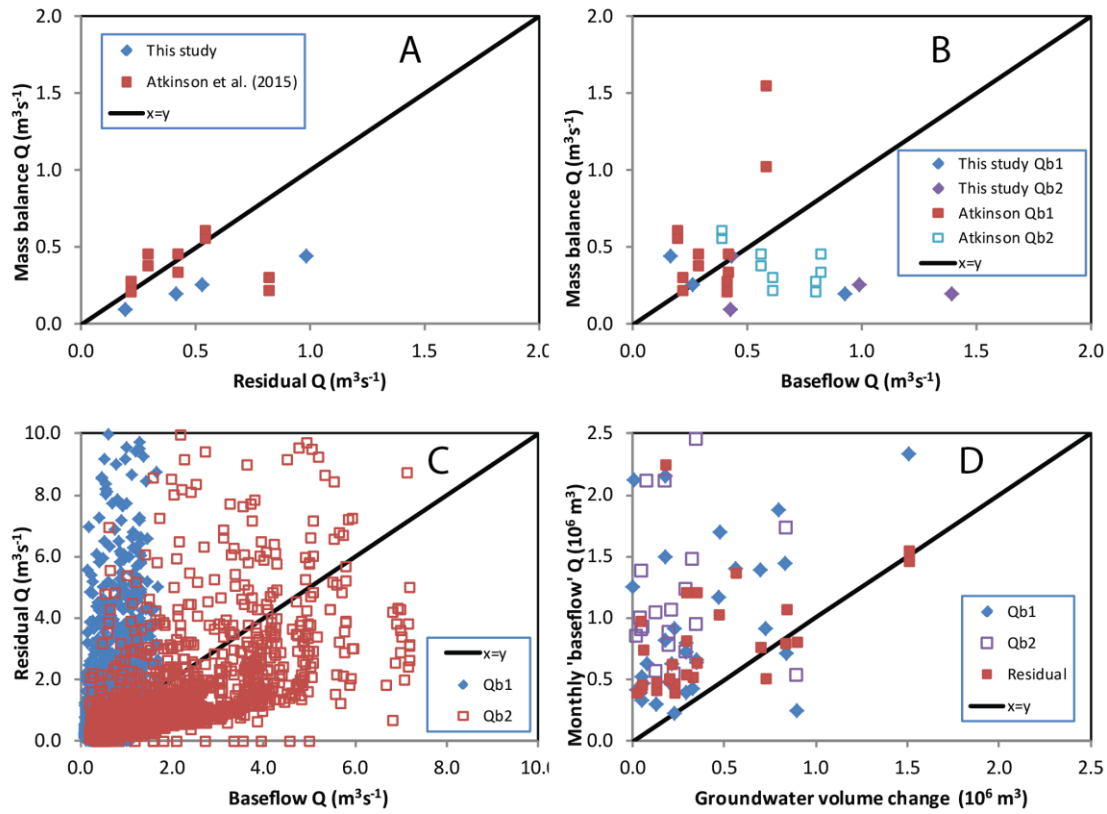 2.0
1.5
1.0
0.5
0.0
Mass balance Q (m³s⁻¹)
A
This study
Atkinson et al. (2015)
x=y
0.0 0.5 1.0 1.5 2.0
Residual Q (m³s⁻¹)
2.0
1.5
1.0
0.5
0.0
Mass balance Q (m³s⁻¹)
B
This study Qb1
This study Qb2
Atkinson Qb1
Atkinson Qb2
x=y
0.0 0.5 1.0 1.5 2.0
Baseflow Q (m³s⁻¹)
10.0
8.0
6.0
4.0
2.0
0.0
Residual Q (m³s⁻¹)
C
x=y
Qb1
Qb2
0.0 2.0 4.0 6.0 8.0 10.0
Baseflow Q (m³s⁻¹)
2.5
2.0
1.5
1.0
0.5
0.0
Monthly 'baseflow' Q (10⁶ m³)
D
Qb1
Qb2
Residual
x=y
0.0 0.5 1.0 1.5 2.0 2.5
Groundwater volume change (10⁶ m³)